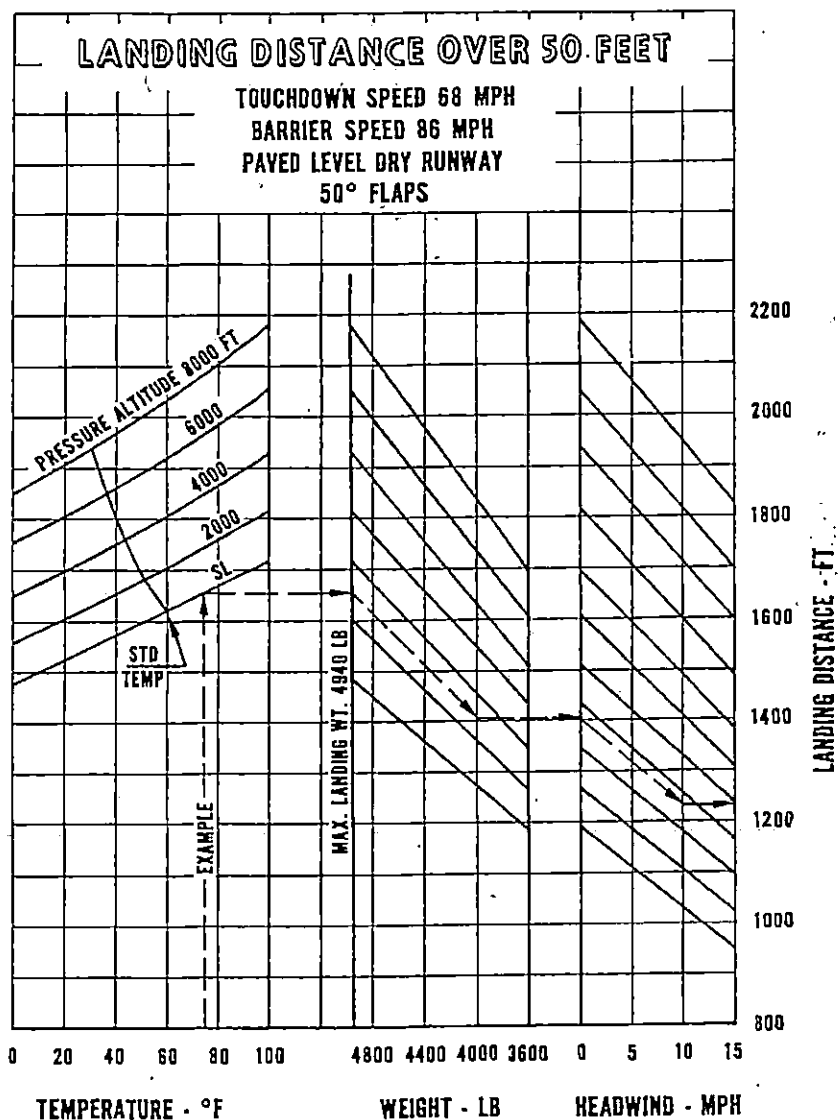 LANDING DISTANCE OVER 50 FEET
TOUCHDOWN SPEED 68 MPH
BARRIER SPEED 86 MPH
PAVED LEVEL DRY RUNWAY
50° FLAPS
PRESSURE ALTITUDE 8000 FT
6000
4000
2000
SL
STD
TEMP
EXAMPLE
MAX. LANDING WT. 4940 LB
2200
2000
1800
1600
1400
1200
1000
800
LANDING DISTANCE - FT.
0 20 40 60 80 100 4800 4400 4000 3600 0 5 10 15
TEMPERATURE - °F WEIGHT - LB HEADWIND - MPH